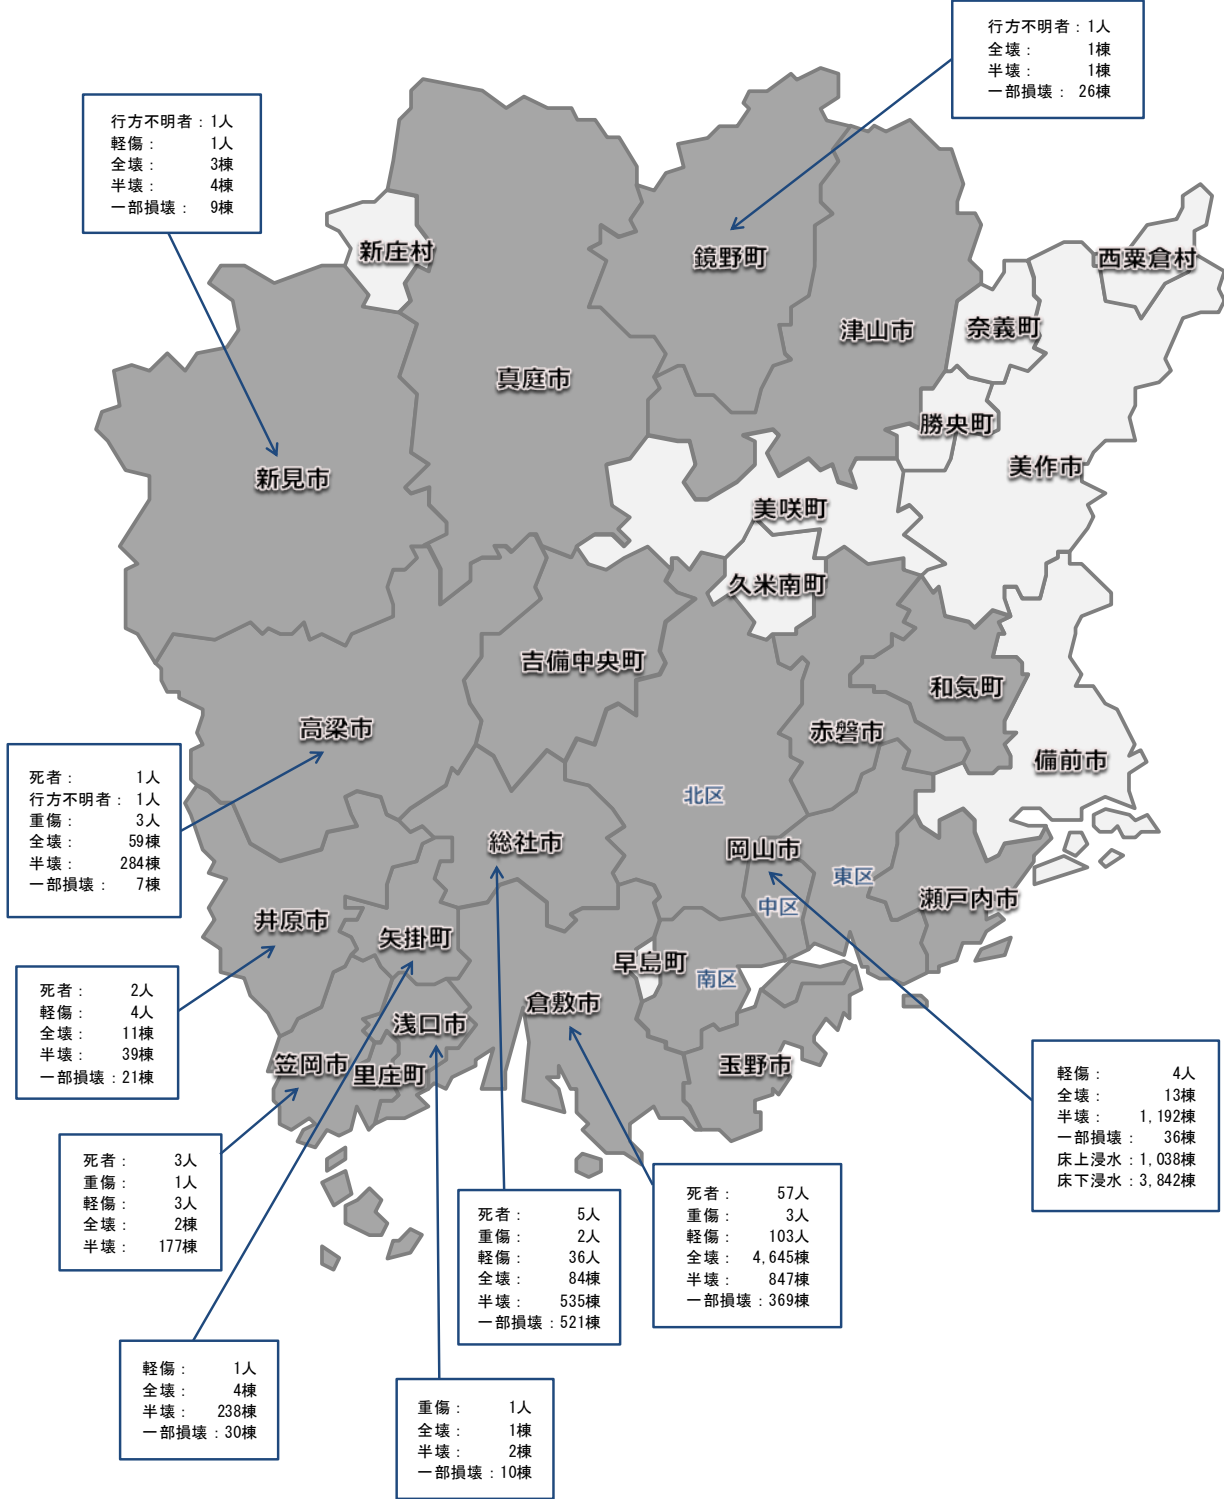 行方不明者：1人
全壊：　1棟
半壊：　1棟
一部損壊： 26棟
行方不明者：1人
軽傷：　1人
全壊：　3棟
半壊：　4棟
一部損壊： 9棟
新庄村
鏡野町
西粟倉村
奈義町
津山市
真庭市
勝央町
美作市
新見市
美咲町
久米南町
吉備中央町
和気町
高梁市
赤磐市
備前市
死者：　1人
行方不明者：1人
重傷：　3人
全壊：　59棟
半壊：　284棟
一部損壊： 7棟
北区
総社市
岡山市
東区
瀬戸内市
中区
井原市
矢掛町
早島町
南区
死者：　2人
軽傷：　4人
全壊：　11棟
半壊：　39棟
一部損壊：21棟
倉敷市
浅口市
笠岡市
里庄町
玉野市
軽傷：　4人
全壊：　13棟
半壊：　1,192棟
一部損壊：　36棟
床上浸水：1,038棟
床下浸水：3,842棟
死者：　3人
重傷：　1人
軽傷：　3人
全壊：　2棟
半壊：　177棟
死者：　5人
重傷：　2人
軽傷：　36人
全壊：　84棟
半壊：　535棟
一部損壊：521棟
死者：　57人
重傷：　3人
軽傷：　103人
全壊：　4,645棟
半壊：　847棟
一部損壊：369棟
軽傷：　1人
全壊：　4棟
半壊：　238棟
一部損壊：30棟
重傷：　1人
全壊：　1棟
半壊：　2棟
一部損壊：10棟